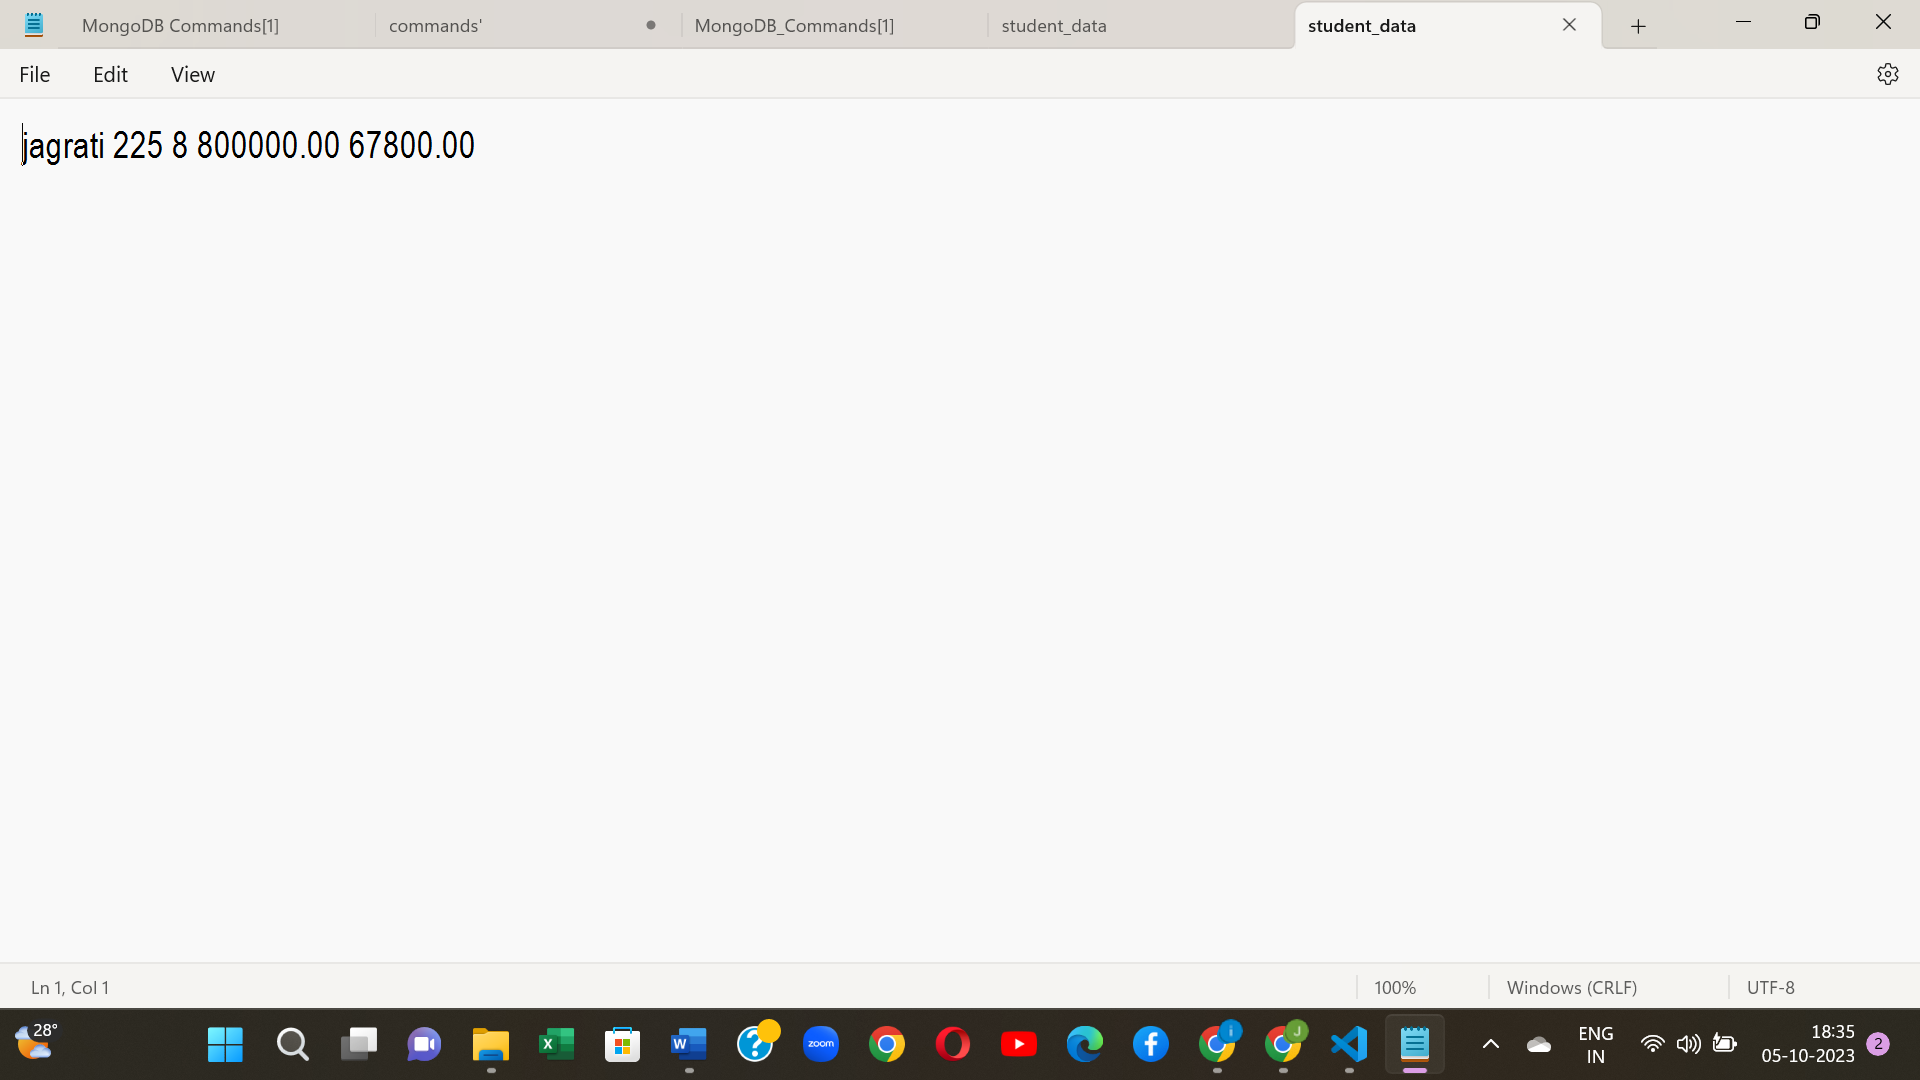 MongoDB Commands[1] commands' MongoDB_Commands[1] student_data student_data
File Edit View
jagrati 225 8 800000.00 67800.00
Ln 1, Col 1 100% Windows (CRLF) UTF-8
28°
zoom
ENG
IN
18:35
05-10-2023
2